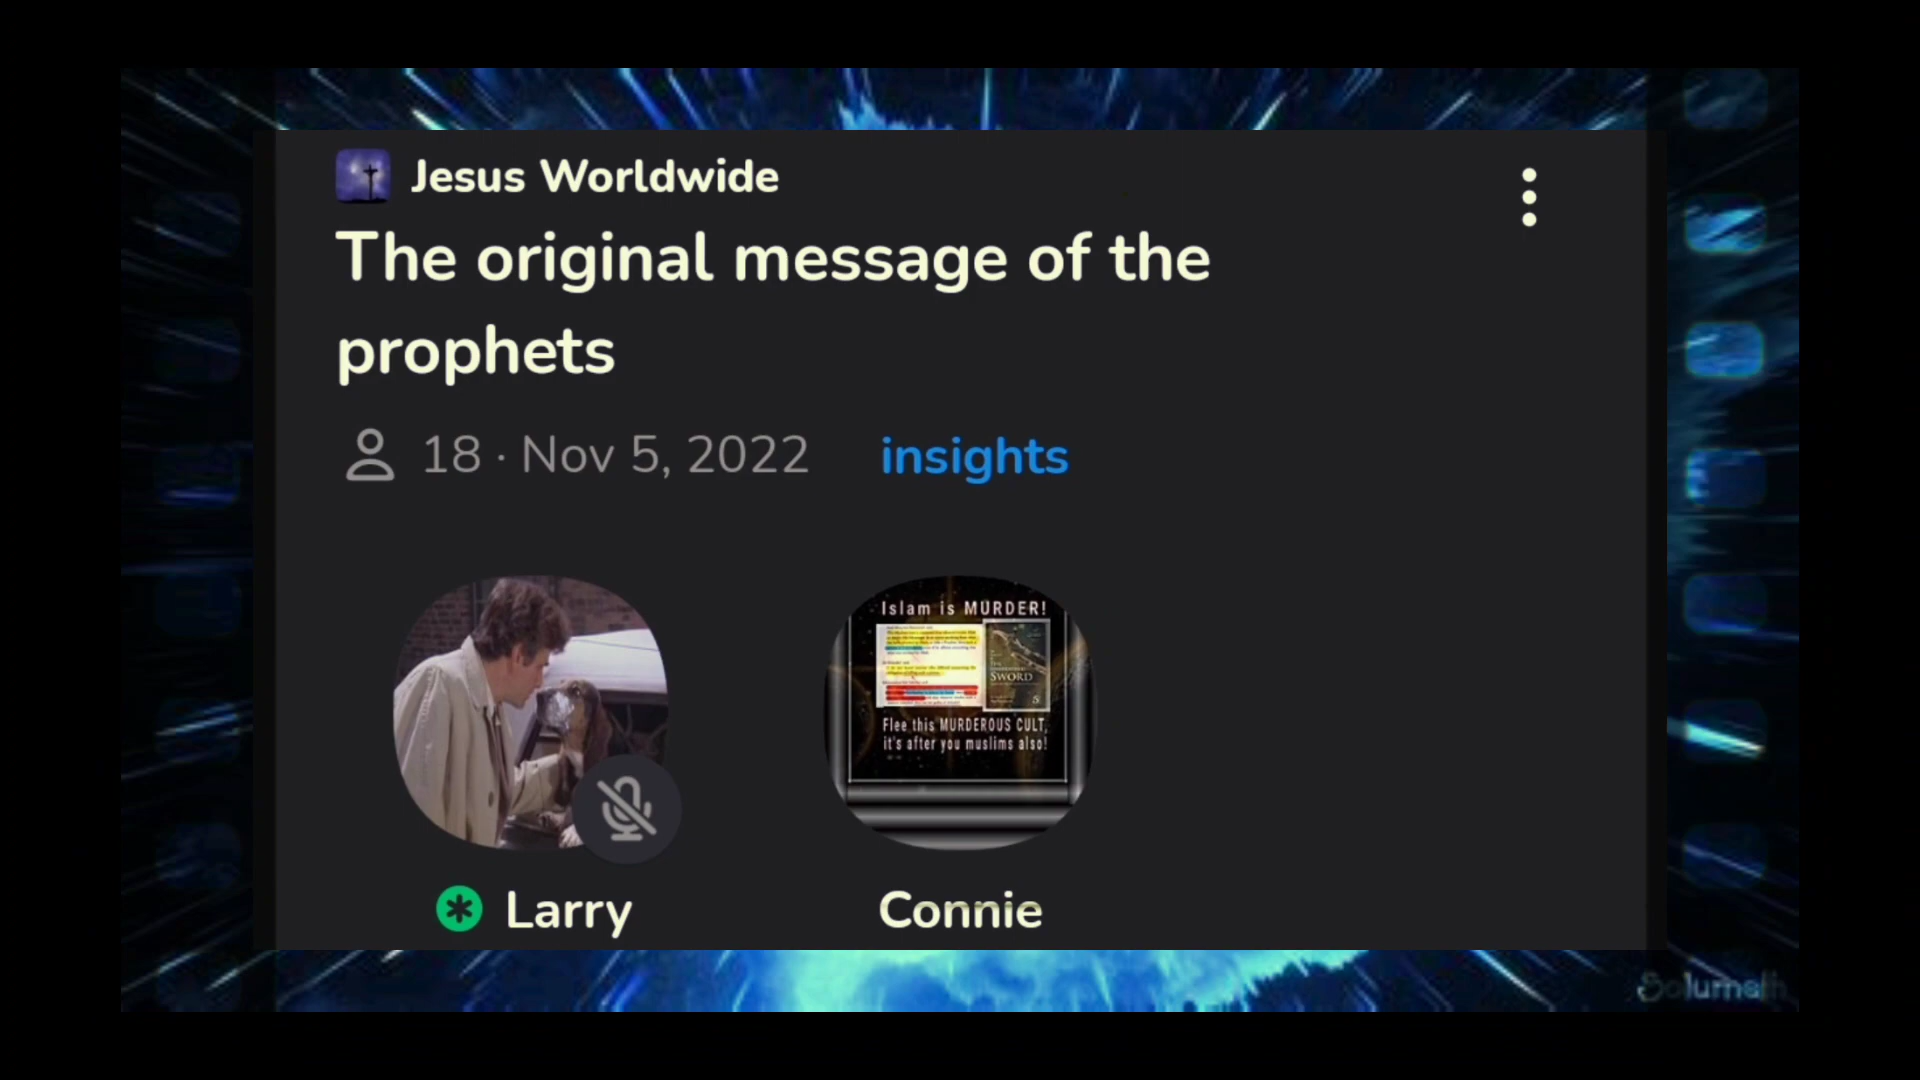 Jesus Worldwide
The original message of the
prophets
18 · Nov 5, 2022 insights
Islam is MURDER!
SWORD
Flee this MURDEROUS CULT,
it's after you muslims also!
Larry
Connie